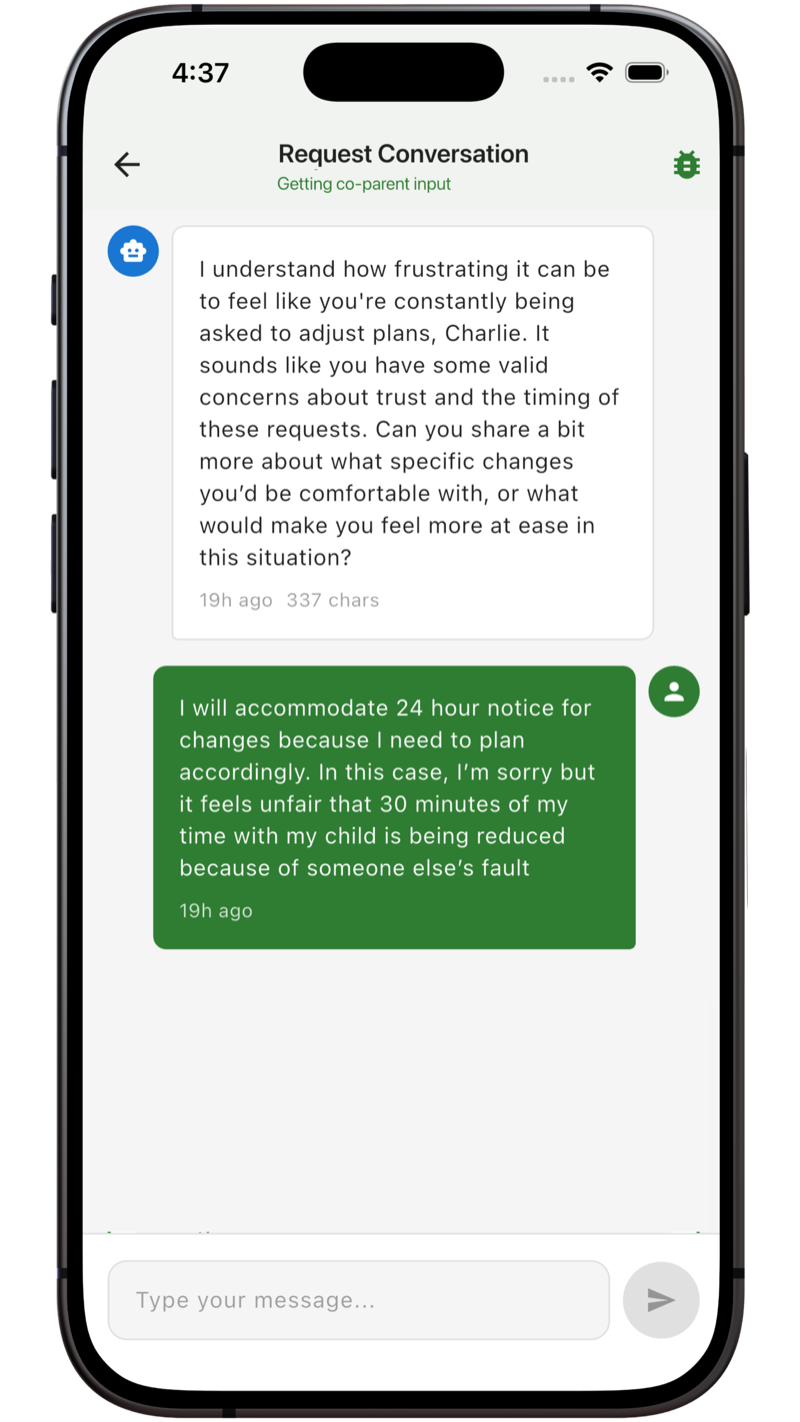 4:37
Request Conversation
Getting co-parent input
I understand how frustrating it can be
to feel like you're constantly being
asked to adjust plans, Charlie. It
sounds like you have some valid
concerns about trust and the timing of
these requests. Can you share a bit
more about what specific changes
you’d be comfortable with, or what
would make you feel more at ease in
this situation?
19h ago 337 chars
I will accommodate 24 hour notice for
changes because I need to plan
accordingly. In this case, I’m sorry but
it feels unfair that 30 minutes of my
time with my child is being reduced
because of someone else’s fault
19h ago
Type your message...